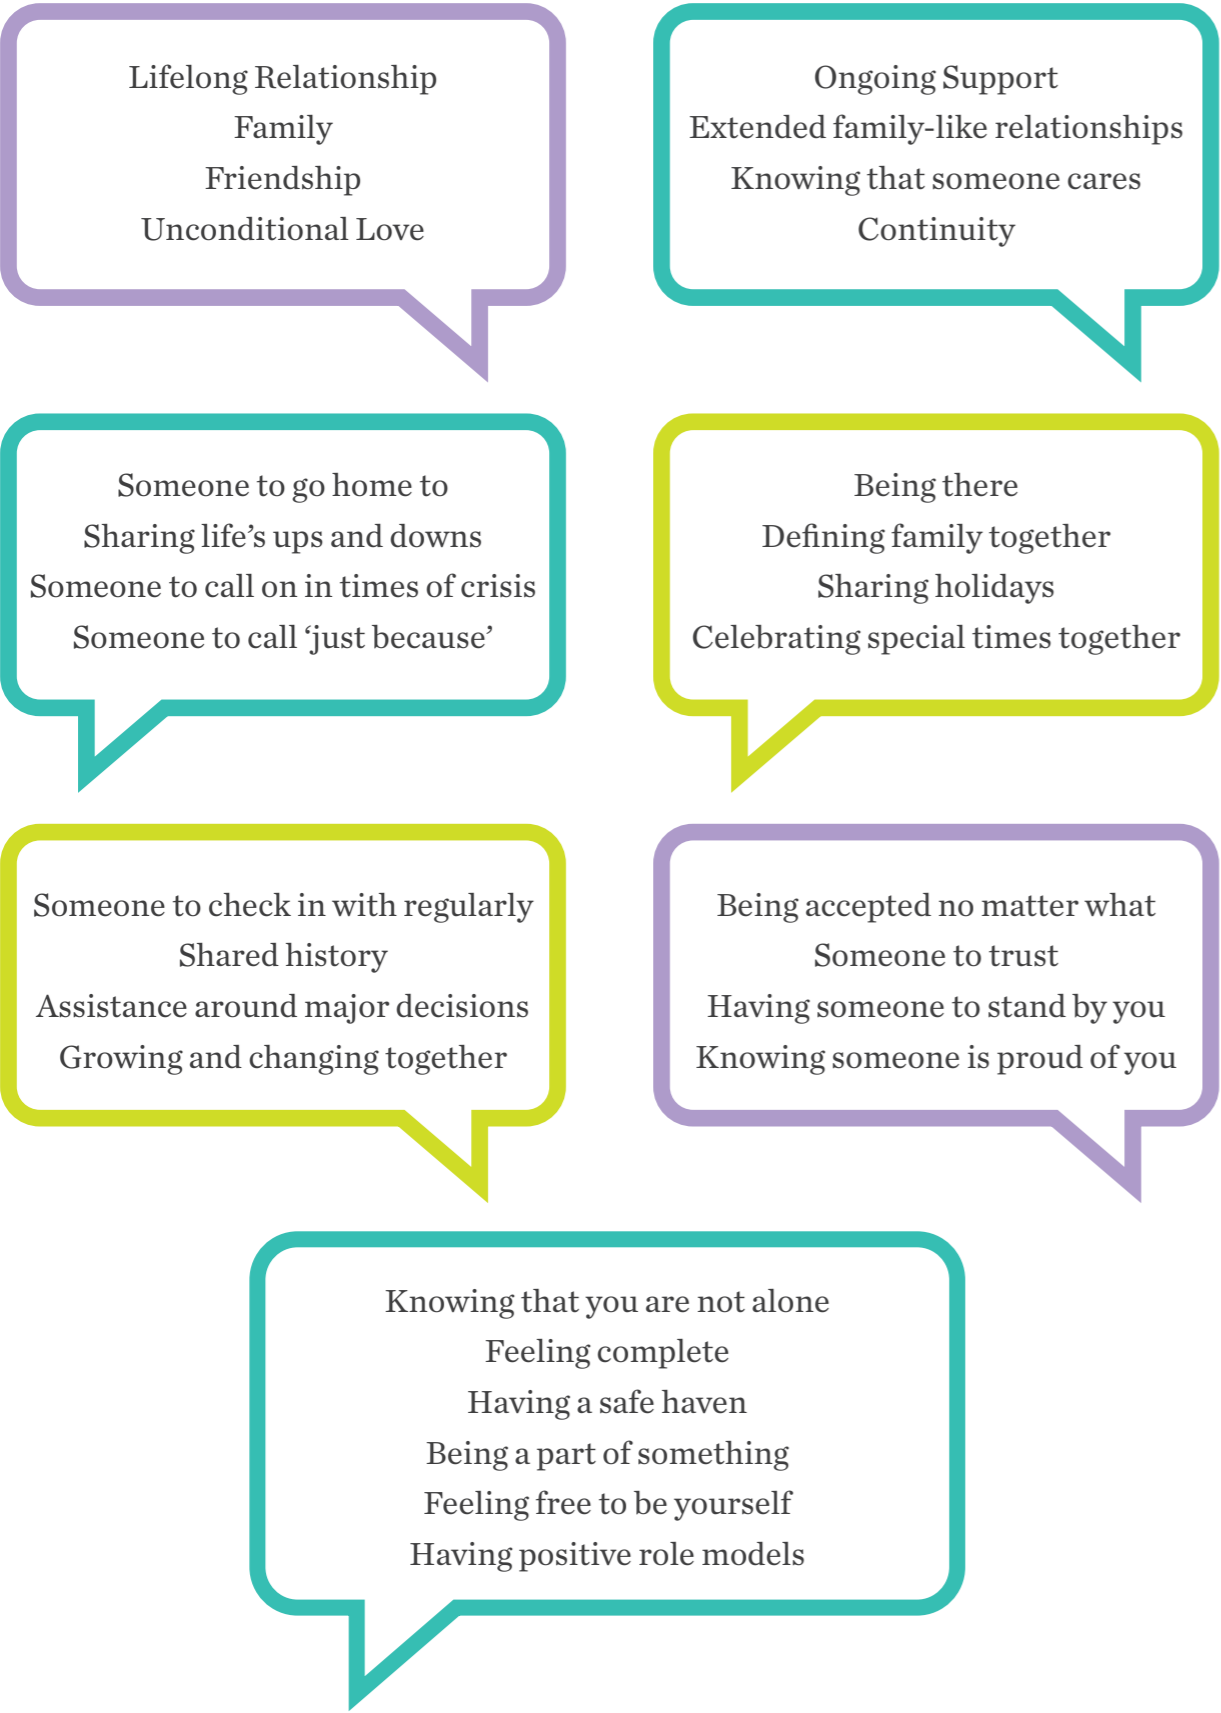 Lifelong Relationship
Family
Friendship
Unconditional Love
Ongoing Support
Extended family-like relationships
Knowing that someone cares
Continuity
Someone to go home to
Sharing life’s ups and downs
Someone to call on in times of crisis
Someone to call ‘just because’
Being there
Defining family together
Sharing holidays
Celebrating special times together
Someone to check in with regularly
Shared history
Assistance around major decisions
Growing and changing together
Being accepted no matter what
Someone to trust
Having someone to stand by you
Knowing someone is proud of you
Knowing that you are not alone
Feeling complete
Having a safe haven
Being a part of something
Feeling free to be yourself
Having positive role models